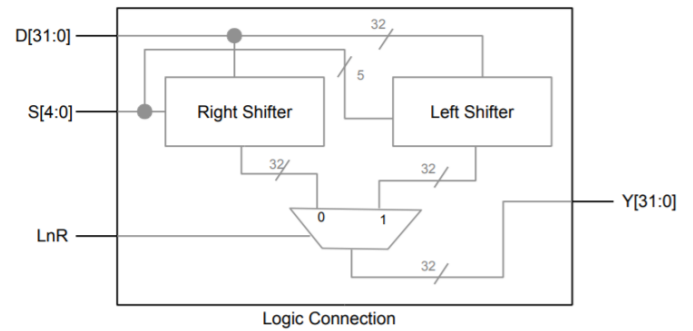 32
D[31:0]
5
S[4:0]
Right Shifter
Left Shifter
32
32
0
1
Y[31:0]
LnR
32
Logic Connection